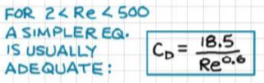 FOR 2 < Re < 500
A SIMPLER EQ.
IS USUALLY
ADEQUATE:
C_D = 18.5 / Re^0.6